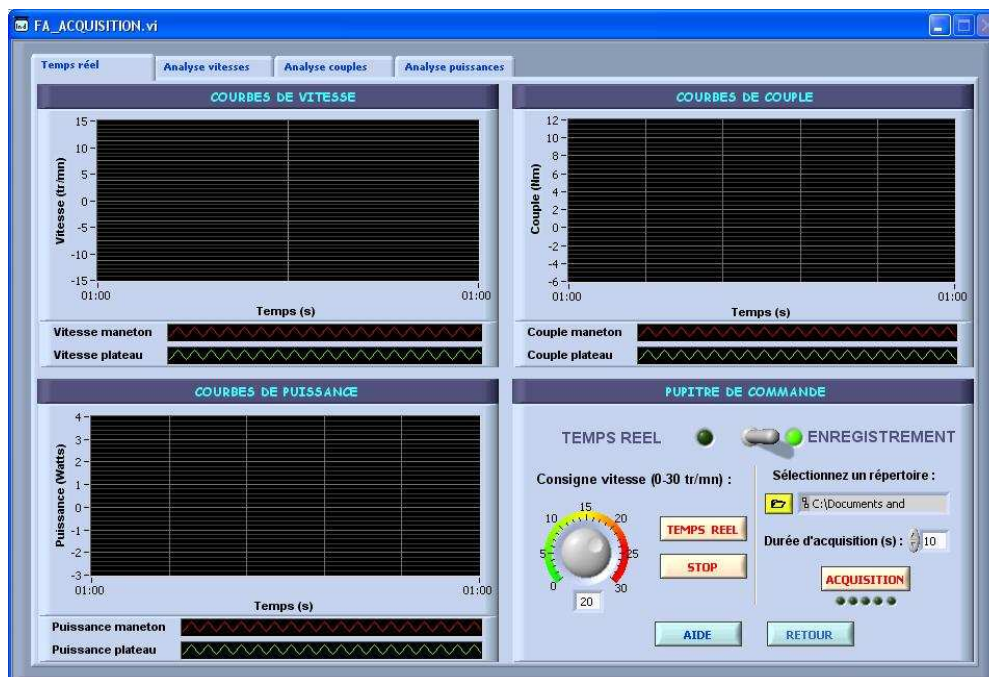 FA_ACQUISITION.vi
Temps réel
Analyse vitesses
Analyse couples
Analyse puissances
COURBES DE VITESSE
Vitesse (tr/mn)
15
10
5
0
-5
-10
-15
01:00
01:00
Temps (s)
Vitesse maneton
Vitesse plateau
COURBES DE COUPLE
Couple (Nm)
12
10
8
6
4
2
0
-2
-4
-6
01:00
01:00
Temps (s)
Couple maneton
Couple plateau
COURBES DE PUISSANCE
Puissance (Watts)
4
3
2
1
0
-1
-2
-3
01:00
01:00
Temps (s)
Puissance maneton
Puissance plateau
PUPITRE DE COMMANDE
TEMPS REEL
ENREGISTREMENT
Consigne vitesse (0-30 tr/mn) :
0
5
10
15
20
25
30
20
TEMPS REEL
STOP
Sélectionnez un répertoire :
C:\Documents and
Durée d'acquisition (s) :
10
ACQUISITION
AIDE
RETOUR